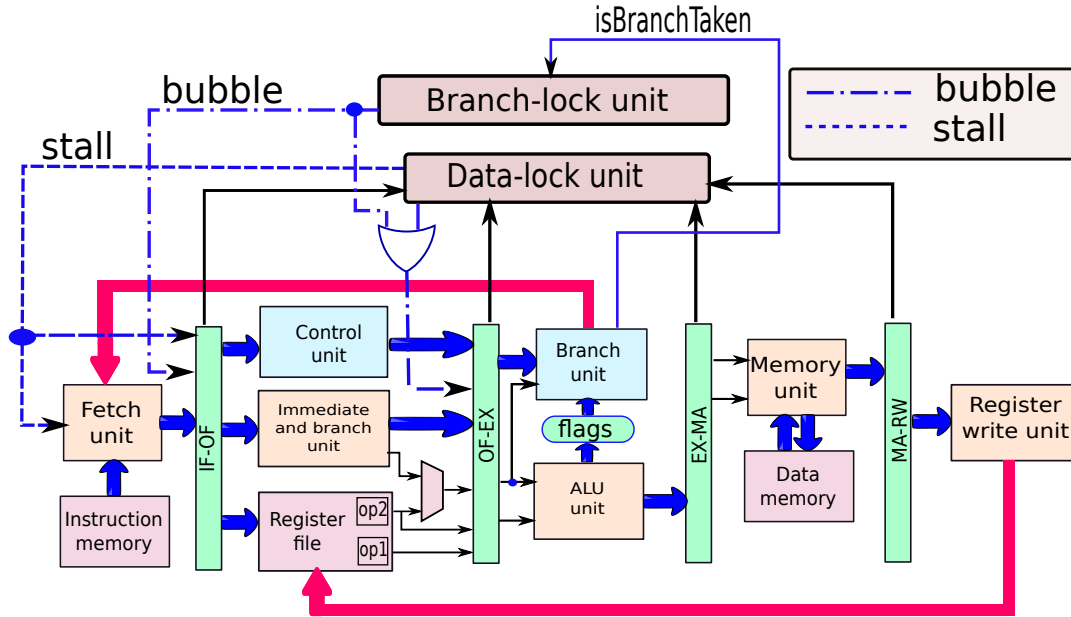 isBranchTaken
bubble
Branch-lock unit
bubble
stall
stall
Data-lock unit
Control
unit
Branch
unit
Memory
unit
Fetch
unit
Immediate
and branch
unit
flags
Register
write unit
IF-OF
OF-EX
EX-MA
MA-RW
Instruction
memory
Register
file
op2
op1
ALU
unit
Data
memory